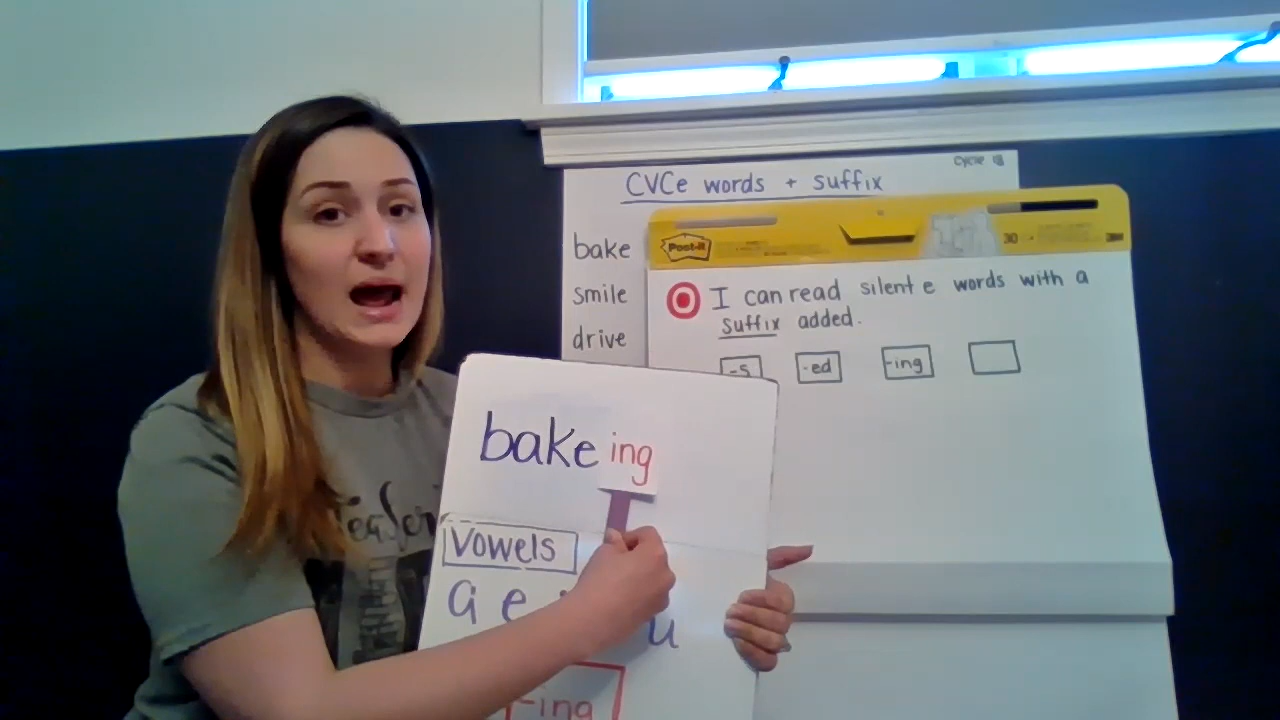 Cycle 18
CVCe words + suffix
bake
smile
drive
Post-it
30
I can read silent e words with a
suffix added.
-s -ed -ing
bake ing
Vowels
a e u
-ing